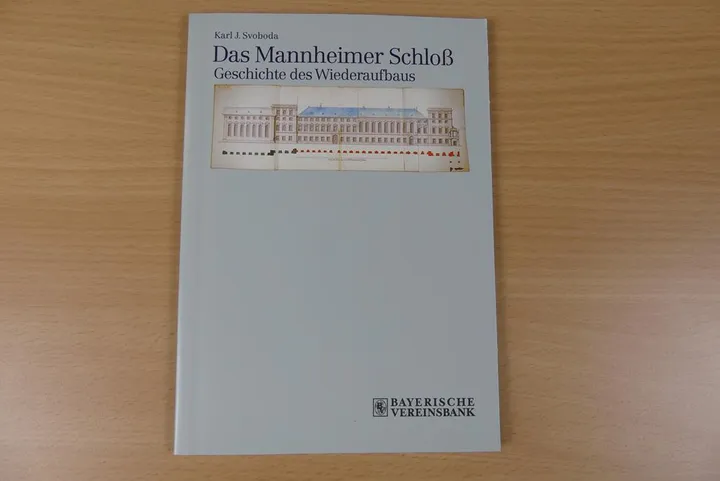 Karl J. Svoboda
Das Mannheimer Schloß
Geschichte des Wiederaufbaus
BAYERISCHE
VEREINSBANK